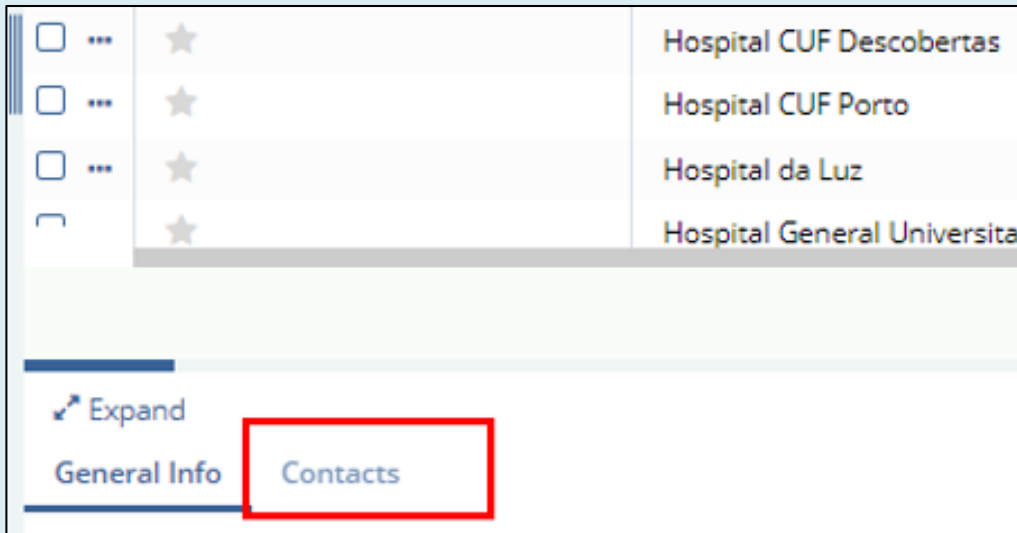 Hospital CUF Descobertas
Hospital CUF Porto
Hospital da Luz
Hospital General Universita
Expand
General Info Contacts